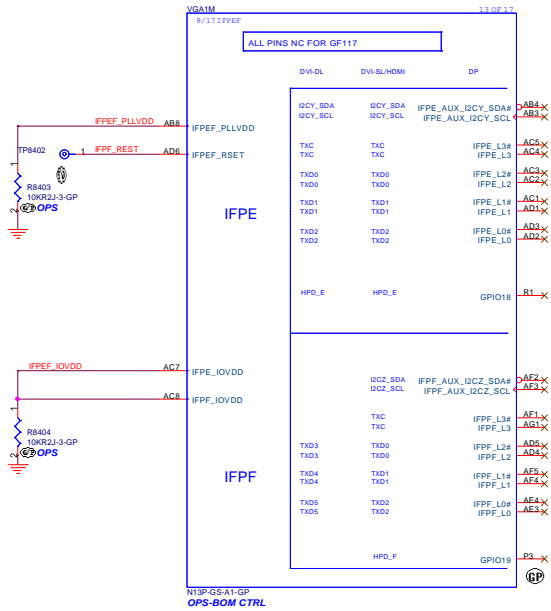 VGA1M 13 OF 17
8/17 IFPEF
ALL PINS NC FOR GF117
DVI-DL DVI-SL/HDMI DP
I2CY_SDA I2CY_SDA IFPE_AUX_I2CY_SDA# AB4
I2CY_SCL I2CY_SCL IFPE_AUX_I2CY_SCL AB3
IFPEF_PLLVDD AB8 IFPEF_PLLVDD
TP8402 1 IFPF_REST AD6 IFPEF_RSET
TXC TXC IFPE_L3# AC5
TXC TXC IFPE_L3 AC4
TXD0 TXD0 IFPE_L2# AC3
TXD0 TXD0 IFPE_L2 AC2
1
R8403
10KR2J-3-GP
2 GP OPS
TXD1 TXD1 IFPE_L1# AC1
TXD1 TXD1 IFPE_L1 AD1
IFPE
TXD2 TXD2 IFPE_L0# AD3
TXD2 TXD2 IFPE_L0 AD2
HPD_E HPD_E GPIO18 R1
IFPEF_IOVDD AC7 IFPE_IOVDD
AC8 IFPF_IOVDD
I2CZ_SDA IFPF_AUX_I2CZ_SDA# AF2
I2CZ_SCL IFPF_AUX_I2CZ_SCL AF3
1
R8404
10KR2J-3-GP
2 GP OPS
TXC IFPF_L3# AF1
TXC IFPF_L3 AG1
TXD3 TXD0 IFPF_L2# AD5
TXD3 TXD0 IFPF_L2 AD4
IFPF
TXD4 TXD1 IFPF_L1# AF5
TXD4 TXD1 IFPF_L1 AF4
TXD5 TXD2 IFPF_L0# AE4
TXD5 TXD2 IFPF_L0 AE3
HPD_F GPIO19 P3
GP
N13P-GS-A1-GP
OPS-BOM CTRL